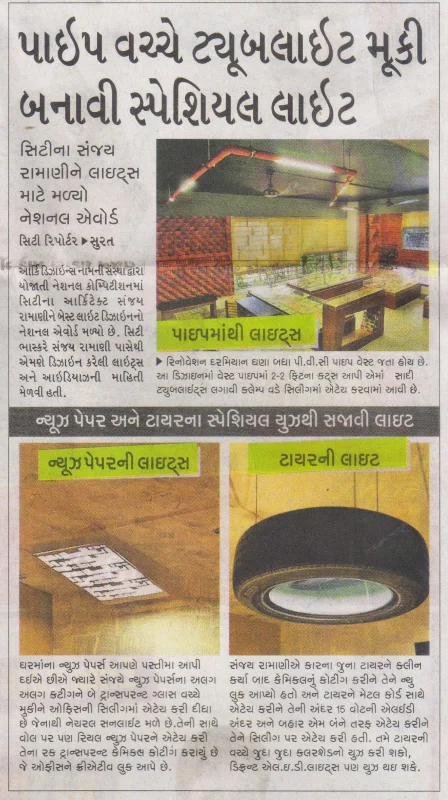 પાઇપ વચ્ચે ટ્યૂબલાઇટ મૂકી
બનાવી સ્પેશિયલ લાઇટ
સિટીના સંજય
રામાણીને લાઇટ્સ
માટે મળ્યો
નેશનલ એવોર્ડ
સિટી રિપોર્ટર ▶ સુરત
આર્કિડિઝાઇન્સ નામની સંસ્થા દ્વારા
યોજાતી નેશનલ કોમ્પિટીશનમાં
સિટીના આર્કિટેક્ટ સંજય
રામાણીને બેસ્ટ લાઇટ ડિઝાઇનનો
નેશનલ એવોર્ડ મળ્યો છે. સિટી
ભાસ્કરે સંજય રામાણી પાસેથી
એમણે ડિઝાઇન કરેલી લાઇટ્સ
અને આઇડિયાઝની માહિતી
મેળવી હતી.
પાઇપમાંથી લાઇટ્સ
રિનોવેશન દરમિયાન ઘણા બધા પી.વી.સી પાઇપ વેસ્ટ જતા હોય છે.
આ ડિઝાઇનમાં વેસ્ટ પાઇપમાં 2-2 ફિટના કટ્સ આપી એમાં સાદી
ટ્યુબલાઈટ્સ લગાવી ક્લેમ્પ વડે સિલીંગમાં એટેચ કરવામાં આવી છે.
ન્યૂઝ પેપર અને ટાયરના સ્પેશિયલ યુઝથી સજાવી લાઇટ
ન્યૂઝ પેપરની લાઇટ્સ
ટાયરની લાઇટ
ઘરમાંના ન્યુઝ પેપર્સ આપણે પસ્તીમા આપી
દઇએ છીએ જ્યારે સંજયે ન્યુઝ પેપર્સના અલગ
અલગ કટીગને બે ટ્રાન્સપરન્ટ ગ્લાસ વચ્ચે
મુકીને ઓફિસની સિલીગમાં એટેચ કરી દીધા
છે જેનાથી નેચરલ સનલાઇટ મળે છે.તેની સાથે
વોલ પર પણ રિયલ ન્યૂઝ પેપરને એટેચ કરી
તેના રક ટ્રાન્સપરન્ટ કેમિકલ કોટીંગ કરાયું છે
જે ઓફીસને ક્રીએટીવ લુક આપે છે.
સંજય રામાણીએ કારના જુના ટાયરને ક્લીન
કર્યા બાદ કેમિકલનું કોટીંગ કરીને તેને ન્યુ
લુક આપ્યો હતો અને ટાયરને મેટલ કોર્ડ સાથે
એટેચ કરીને તેની અંદર 15 વોટની એલઈડી
અંદર અને બહાર એમ બંને તરફ એટેચ કરીને
તેને સિલીગ પર એટેચ કરી હતી. તમે ટાયરની
વચ્ચે જુદા જુદા કલરશેડનો યુઝ કરી શકો,
ડિફ્રન્ટ એલ.ઇ.ડી.લાઇટ્સ પણ યુઝ થઇ શકે.